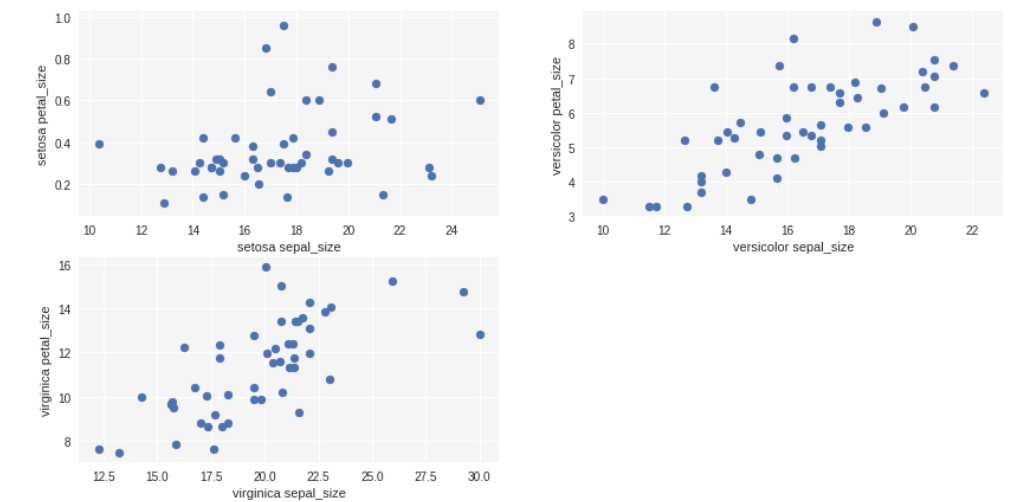 1.0
0.8
0.6
0.4
0.2
setosa petal_size
10 12 14 16 18 20 22 24
setosa sepal_size
8
7
6
5
4
3
versicolor petal_size
10 12 14 16 18 20 22
versicolor sepal_size
16
14
12
10
8
virginica petal_size
12.5 15.0 17.5 20.0 22.5 25.0 27.5 30.0
virginica sepal_size